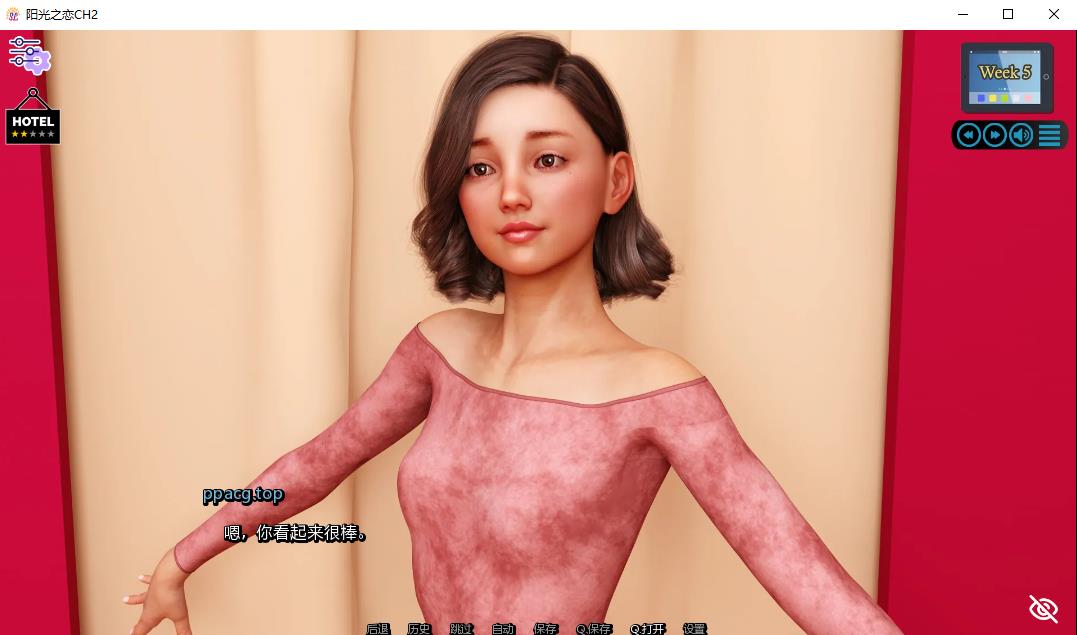 阳光之恋CH2
HOTEL
Week 5
ppacg.top
嗯，你看起来很棒。
后退 历史 跳过 自动 保存 Q.保存 Q.打开 设置